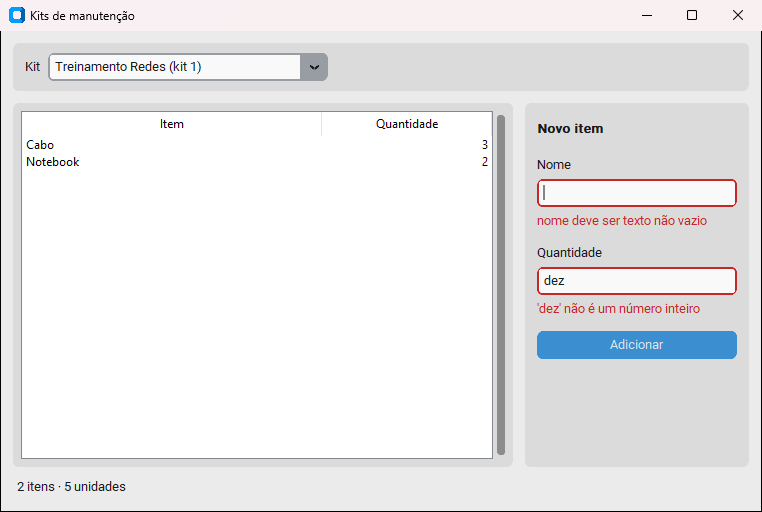 Kits de manutenção
Kit
Treinamento Redes (kit 1)
Item Quantidade
Cabo 3
Notebook 2
Novo item
Nome
nome deve ser texto não vazio
Quantidade
dez
'dez' não é um número inteiro
Adicionar
2 itens · 5 unidades